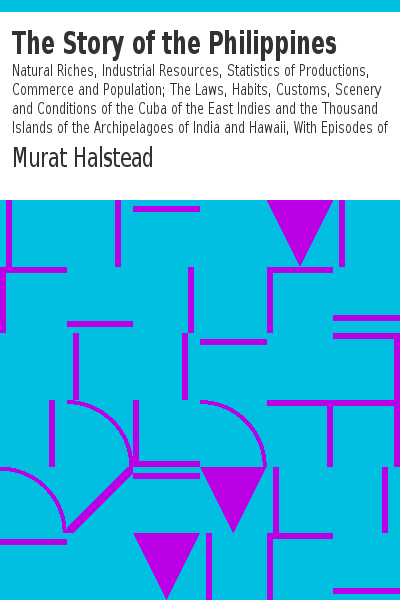 The Story of the Philippines
Natural Riches, Industrial Resources, Statistics of Productions,
Commerce and Population; The Laws, Habits, Customs, Scenery
and Conditions of the Cuba of the East Indies and the Thousand
Islands of the Archipelagoes of India and Hawaii, With Episodes of
Murat Halstead